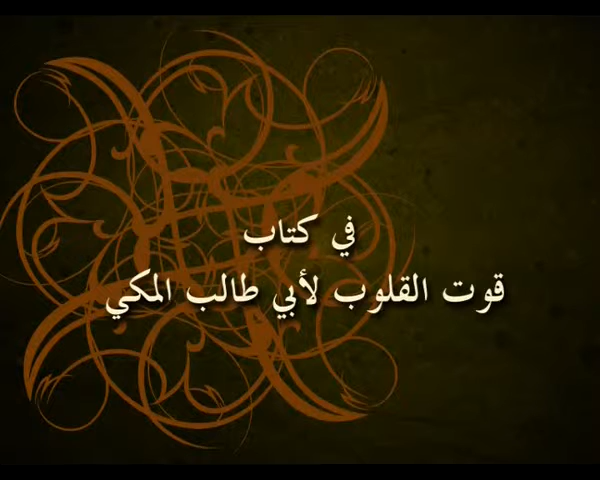 في كتاب
قوت القلوب لأبي طالب المكي